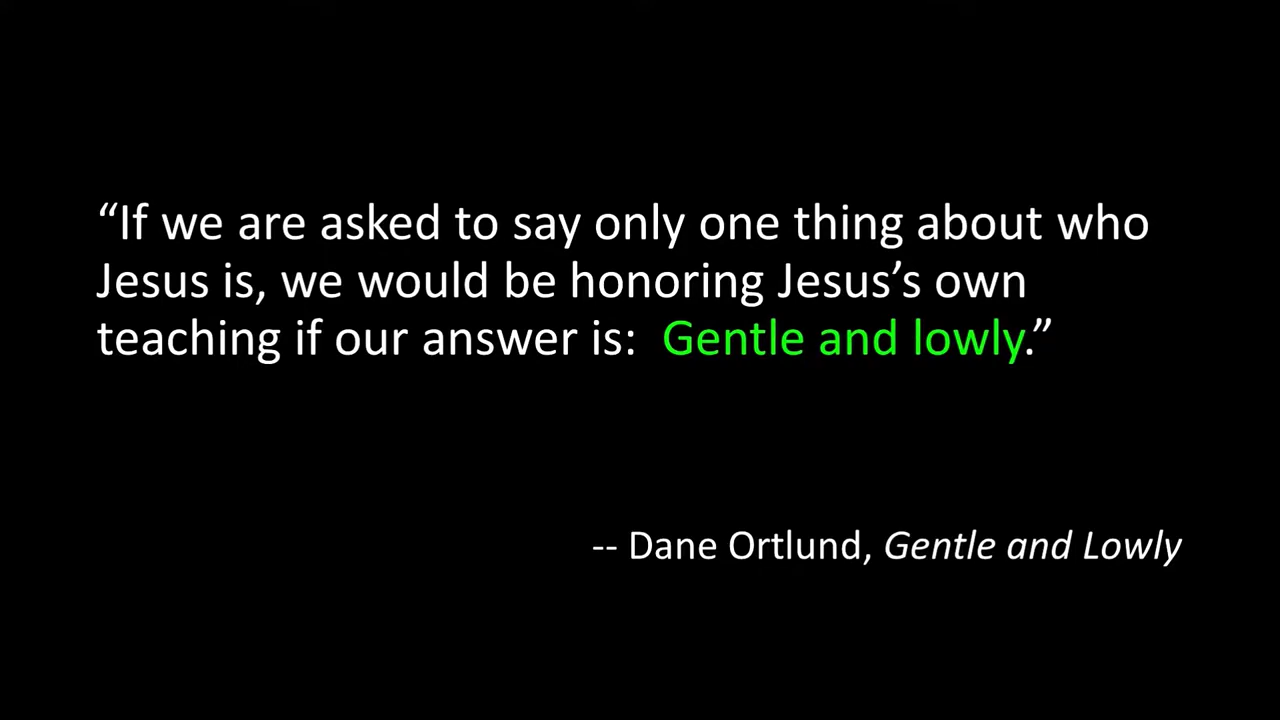 “If we are asked to say only one thing about who
Jesus is, we would be honoring Jesus’s own
teaching if our answer is:  Gentle and lowly.”
-- Dane Ortlund, Gentle and Lowly